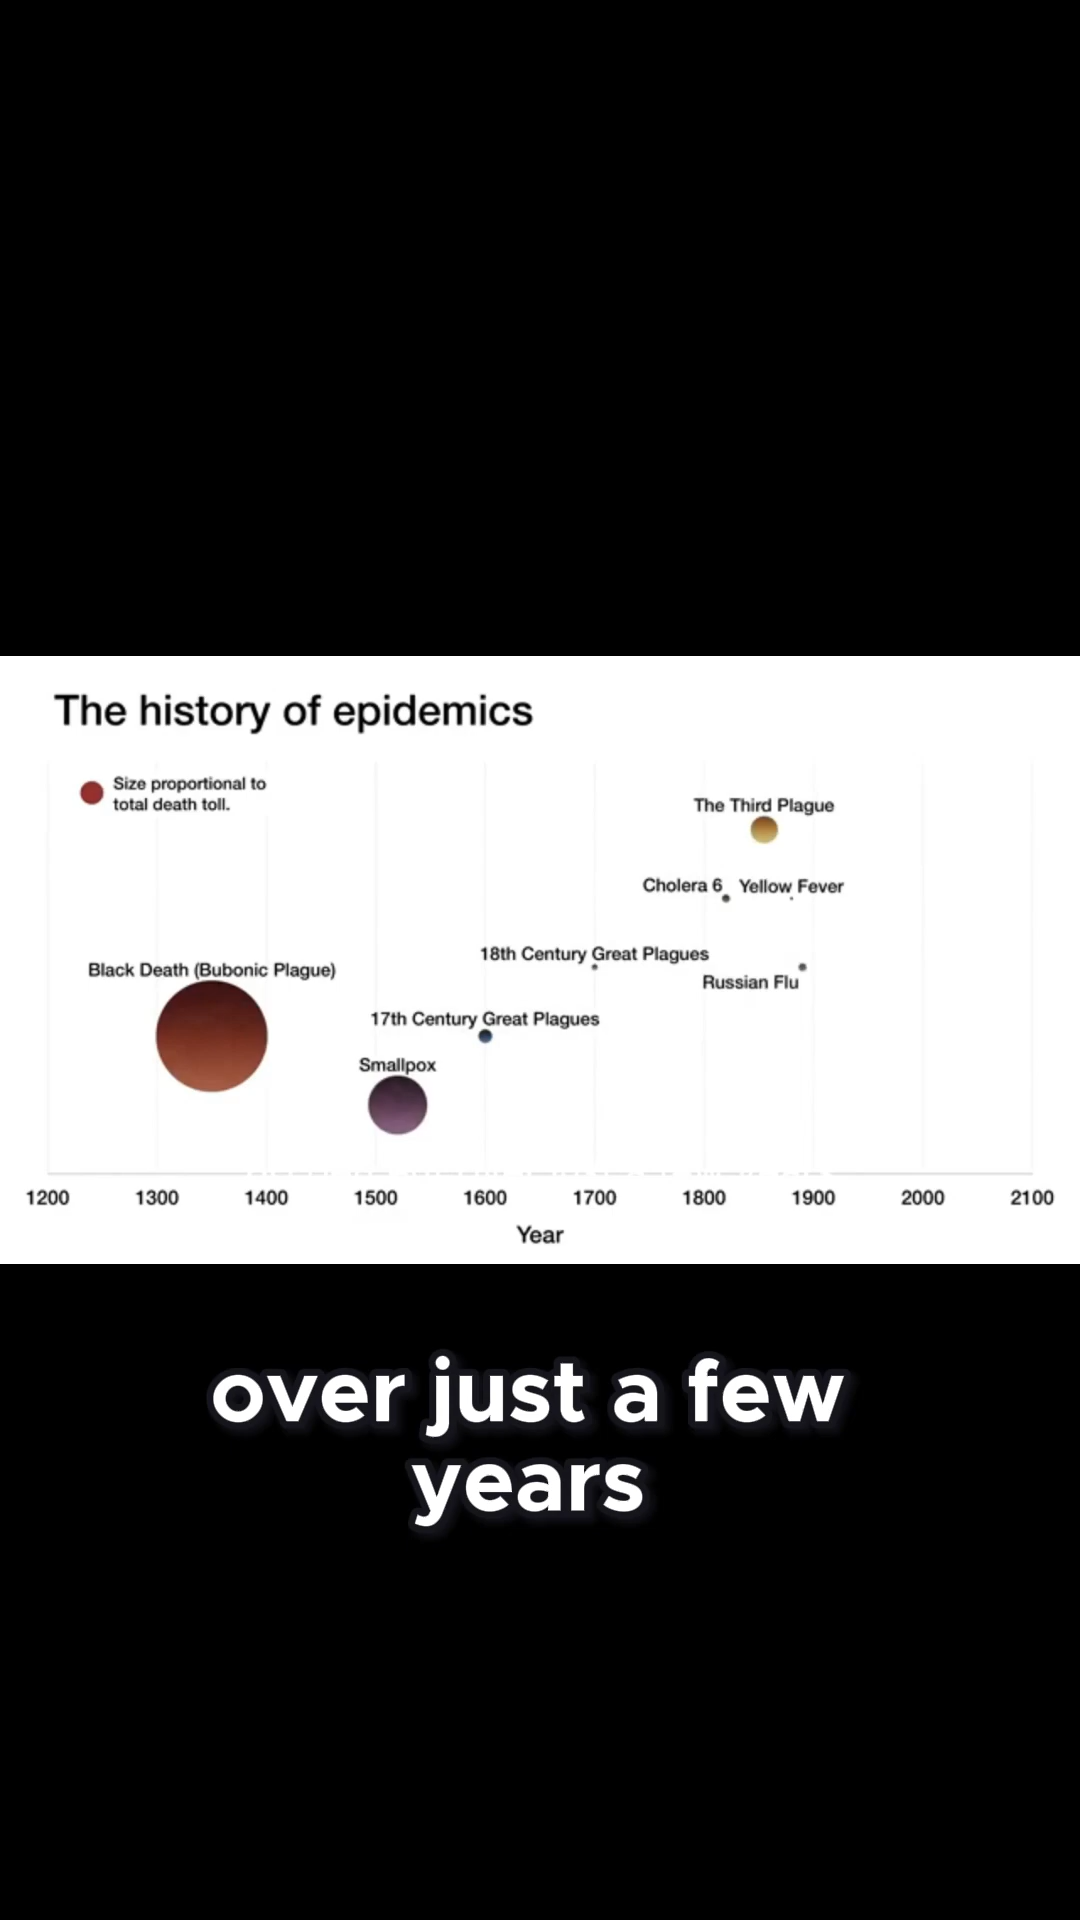 The history of epidemics
Size proportional to
total death toll.
The Third Plague
Cholera 6
Yellow Fever
18th Century Great Plagues
Russian Flu
Black Death (Bubonic Plague)
17th Century Great Plagues
Smallpox
1200 1300 1400 1500 1600 1700 1800 1900 2000 2100
Year
over just a few
years